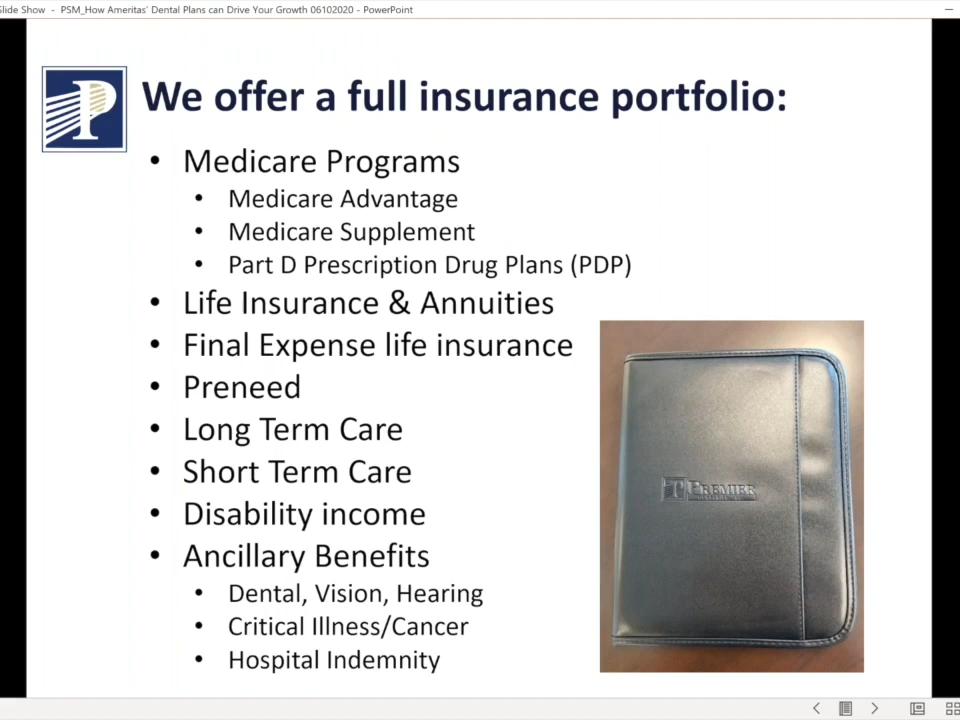 Slide Show - PSM_How Ameritas' Dental Plans can Drive Your Growth 06102020 - PowerPoint
P
We offer a full insurance portfolio:
• Medicare Programs
• Medicare Advantage
• Medicare Supplement
• Part D Prescription Drug Plans (PDP)
• Life Insurance & Annuities
• Final Expense life insurance
• Preneed
• Long Term Care
• Short Term Care
• Disability income
• Ancillary Benefits
• Dental, Vision, Hearing
• Critical Illness/Cancer
• Hospital Indemnity
P PREMIER